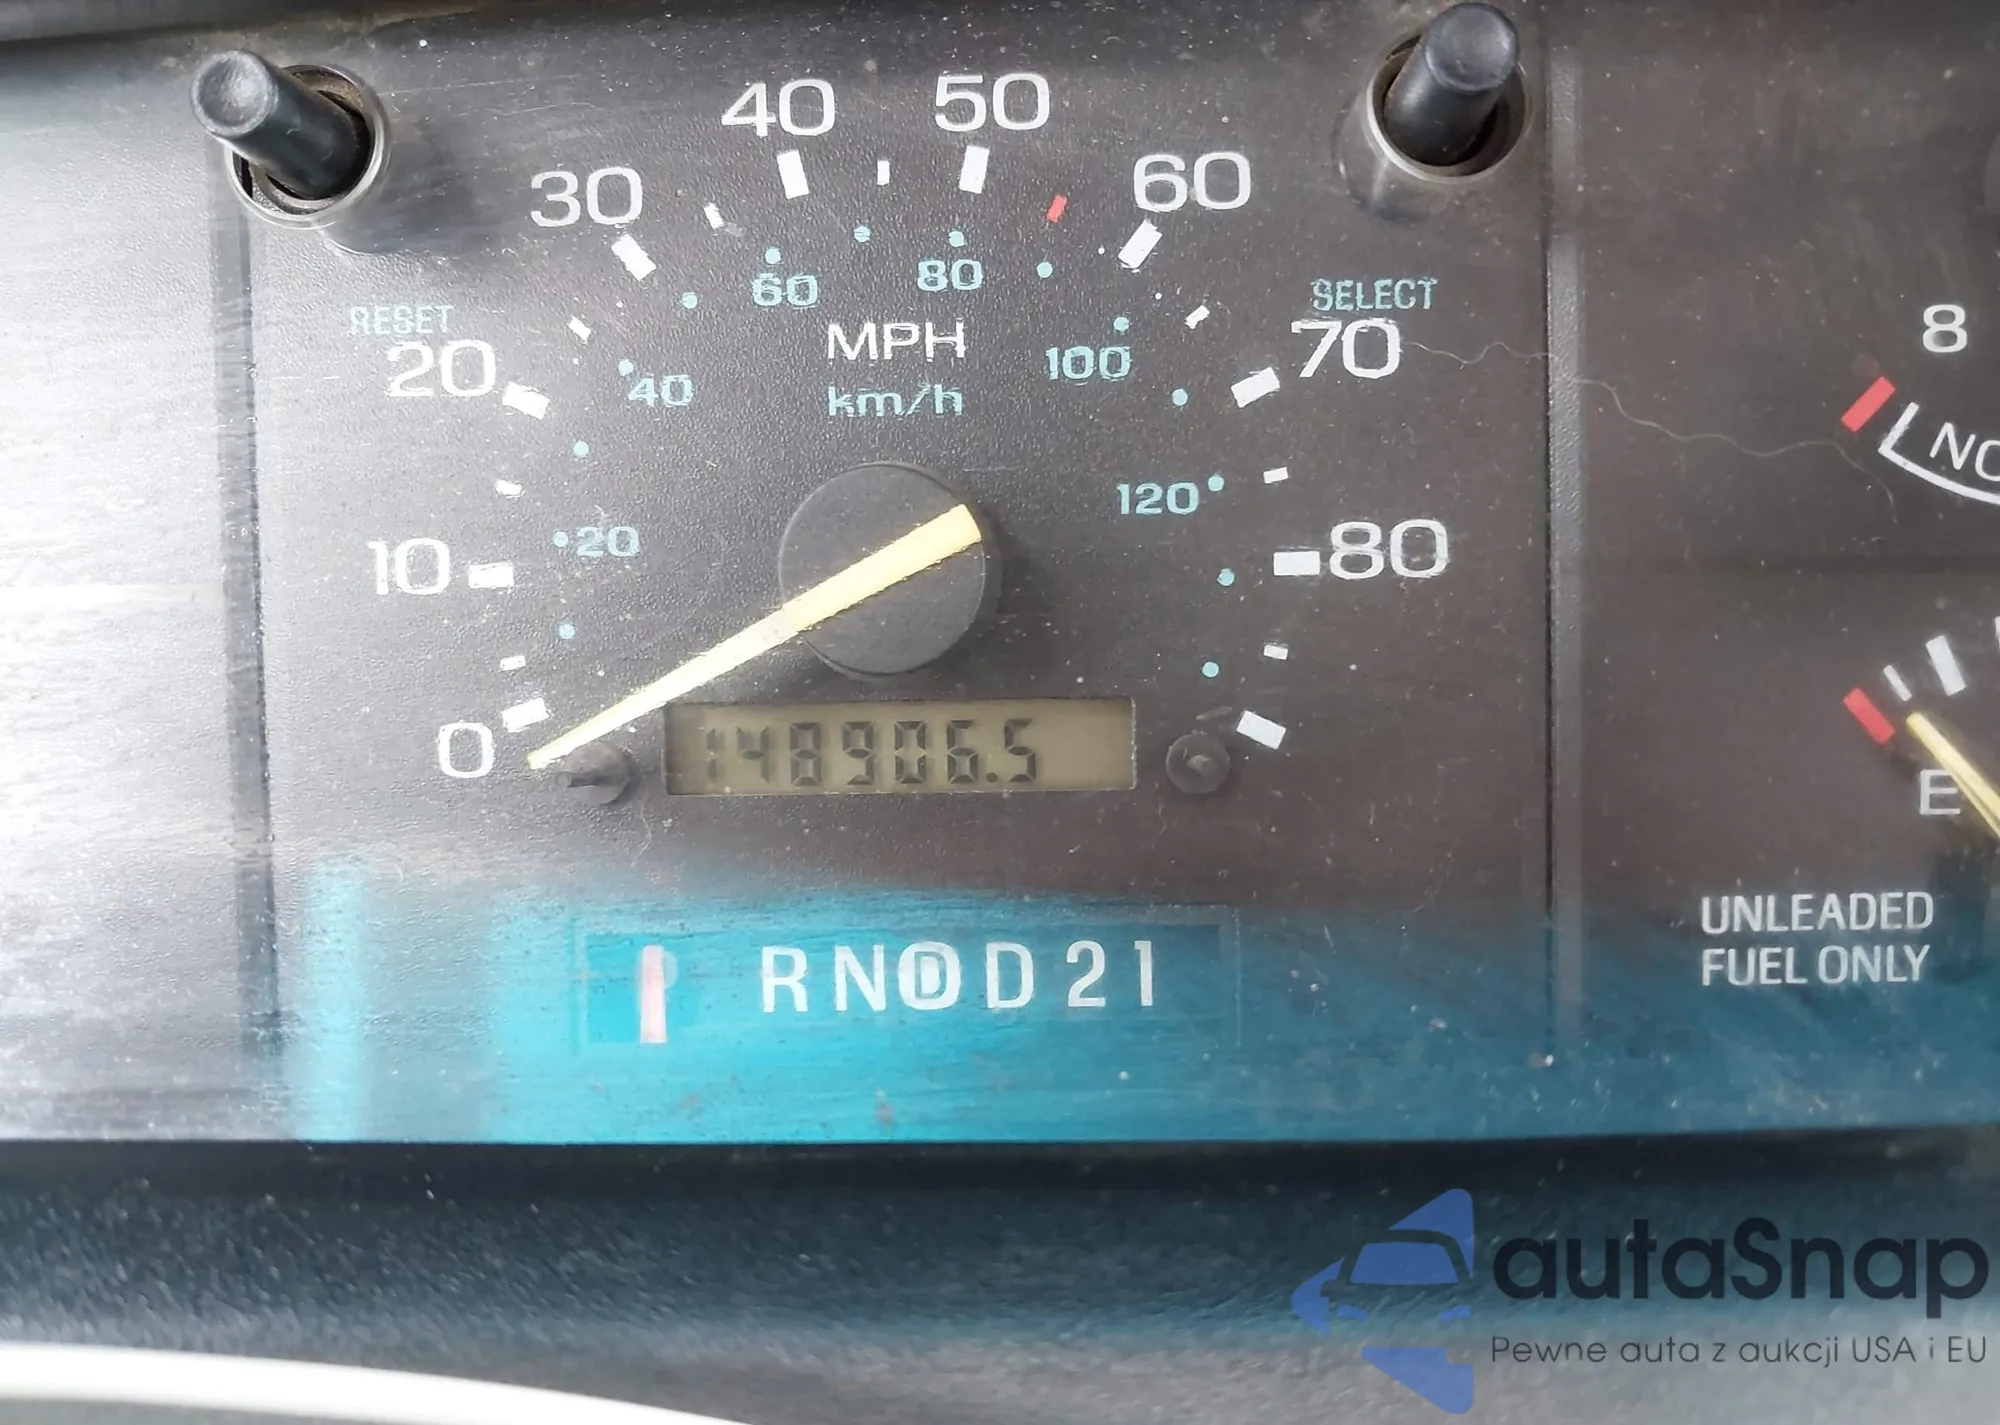 40 50
30 60
60 80
RESET SELECT
20 MPH 70
40 km/h 100
8
NO
10 20 120 80
0 148906.5
E
UNLEADED
FUEL ONLY
RNDD21
autaSnap
Pewne auta z aukcji USA i EU